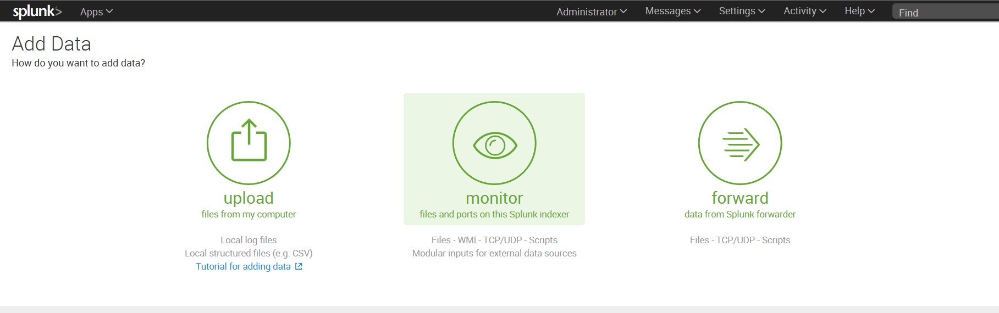 splunk> Apps Administrator Messages Settings Activity Help Find
Add Data
How do you want to add data?
upload
files from my computer
Local log files
Local structured files (e.g. CSV)
Tutorial for adding data
monitor
files and ports on this Splunk indexer
Files - WMI - TCP/UDP - Scripts
Modular inputs for external data sources
forward
data from Splunk forwarder
Files - TCP/UDP - Scripts